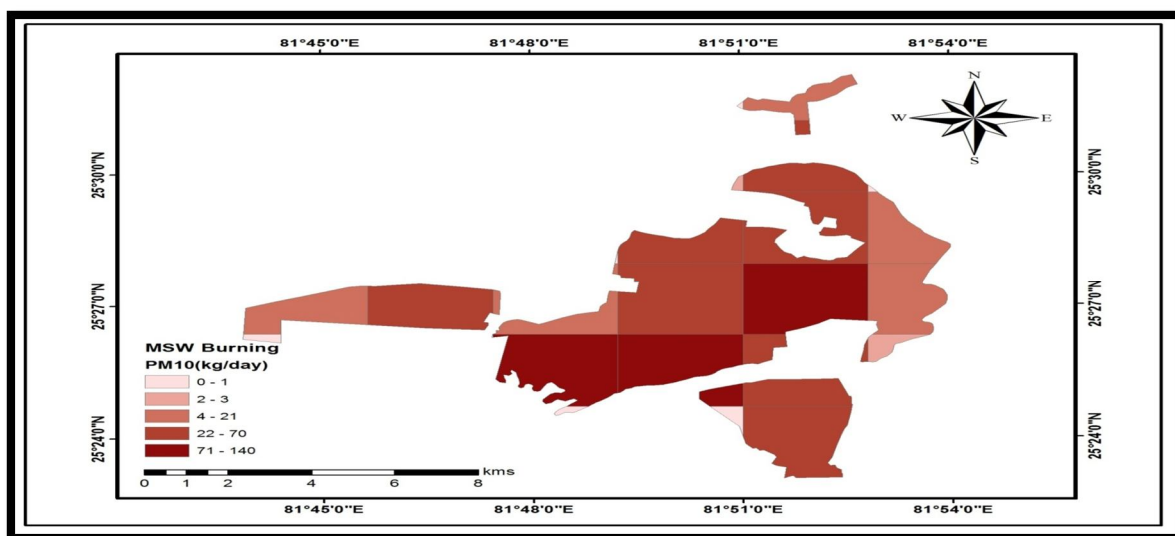 81°45'0"E 81°48'0"E 81°51'0"E 81°54'0"E
N
W E
S
25°30'0"N 25°30'0"N
25°27'0"N 25°27'0"N
25°24'0"N 25°24'0"N
MSW Burning
PM10(kg/day)
0 - 1
2 - 3
4 - 21
22 - 70
71 - 140
kms
0 1 2 4 6 8
81°45'0"E 81°48'0"E 81°51'0"E 81°54'0"E